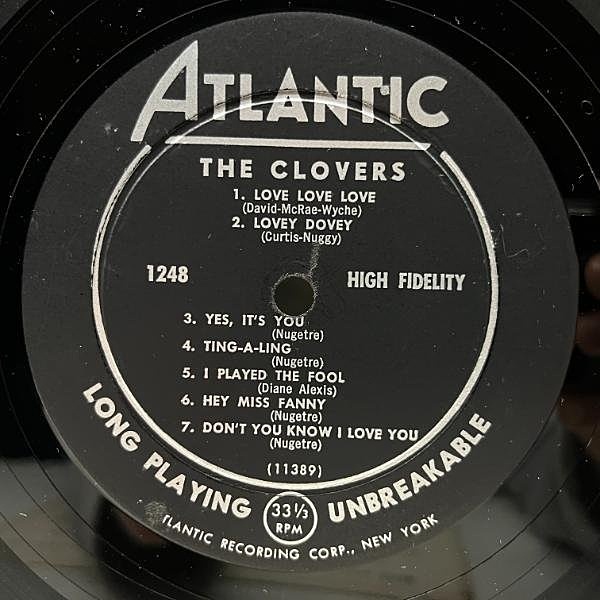 ATLANTIC
THE CLOVERS
1. LOVE LOVE LOVE
(David-McRae-Wyche)
2. LOVEY DOVEY
(Curtis-Nuggy)
1248
HIGH FIDELITY
3. YES, IT'S YOU
(Nugetre)
4. TING-A-LING
(Nugetre)
5. I PLAYED THE FOOL
(Diane Alexis)
6. HEY MISS FANNY
(Nugetre)
7. DON'T YOU KNOW I LOVE YOU
(Nugetre)
(11389)
LONG PLAYING
33 1/3
RPM
UNBREAKABLE
TLANTIC RECORDING CORP., NEW YORK